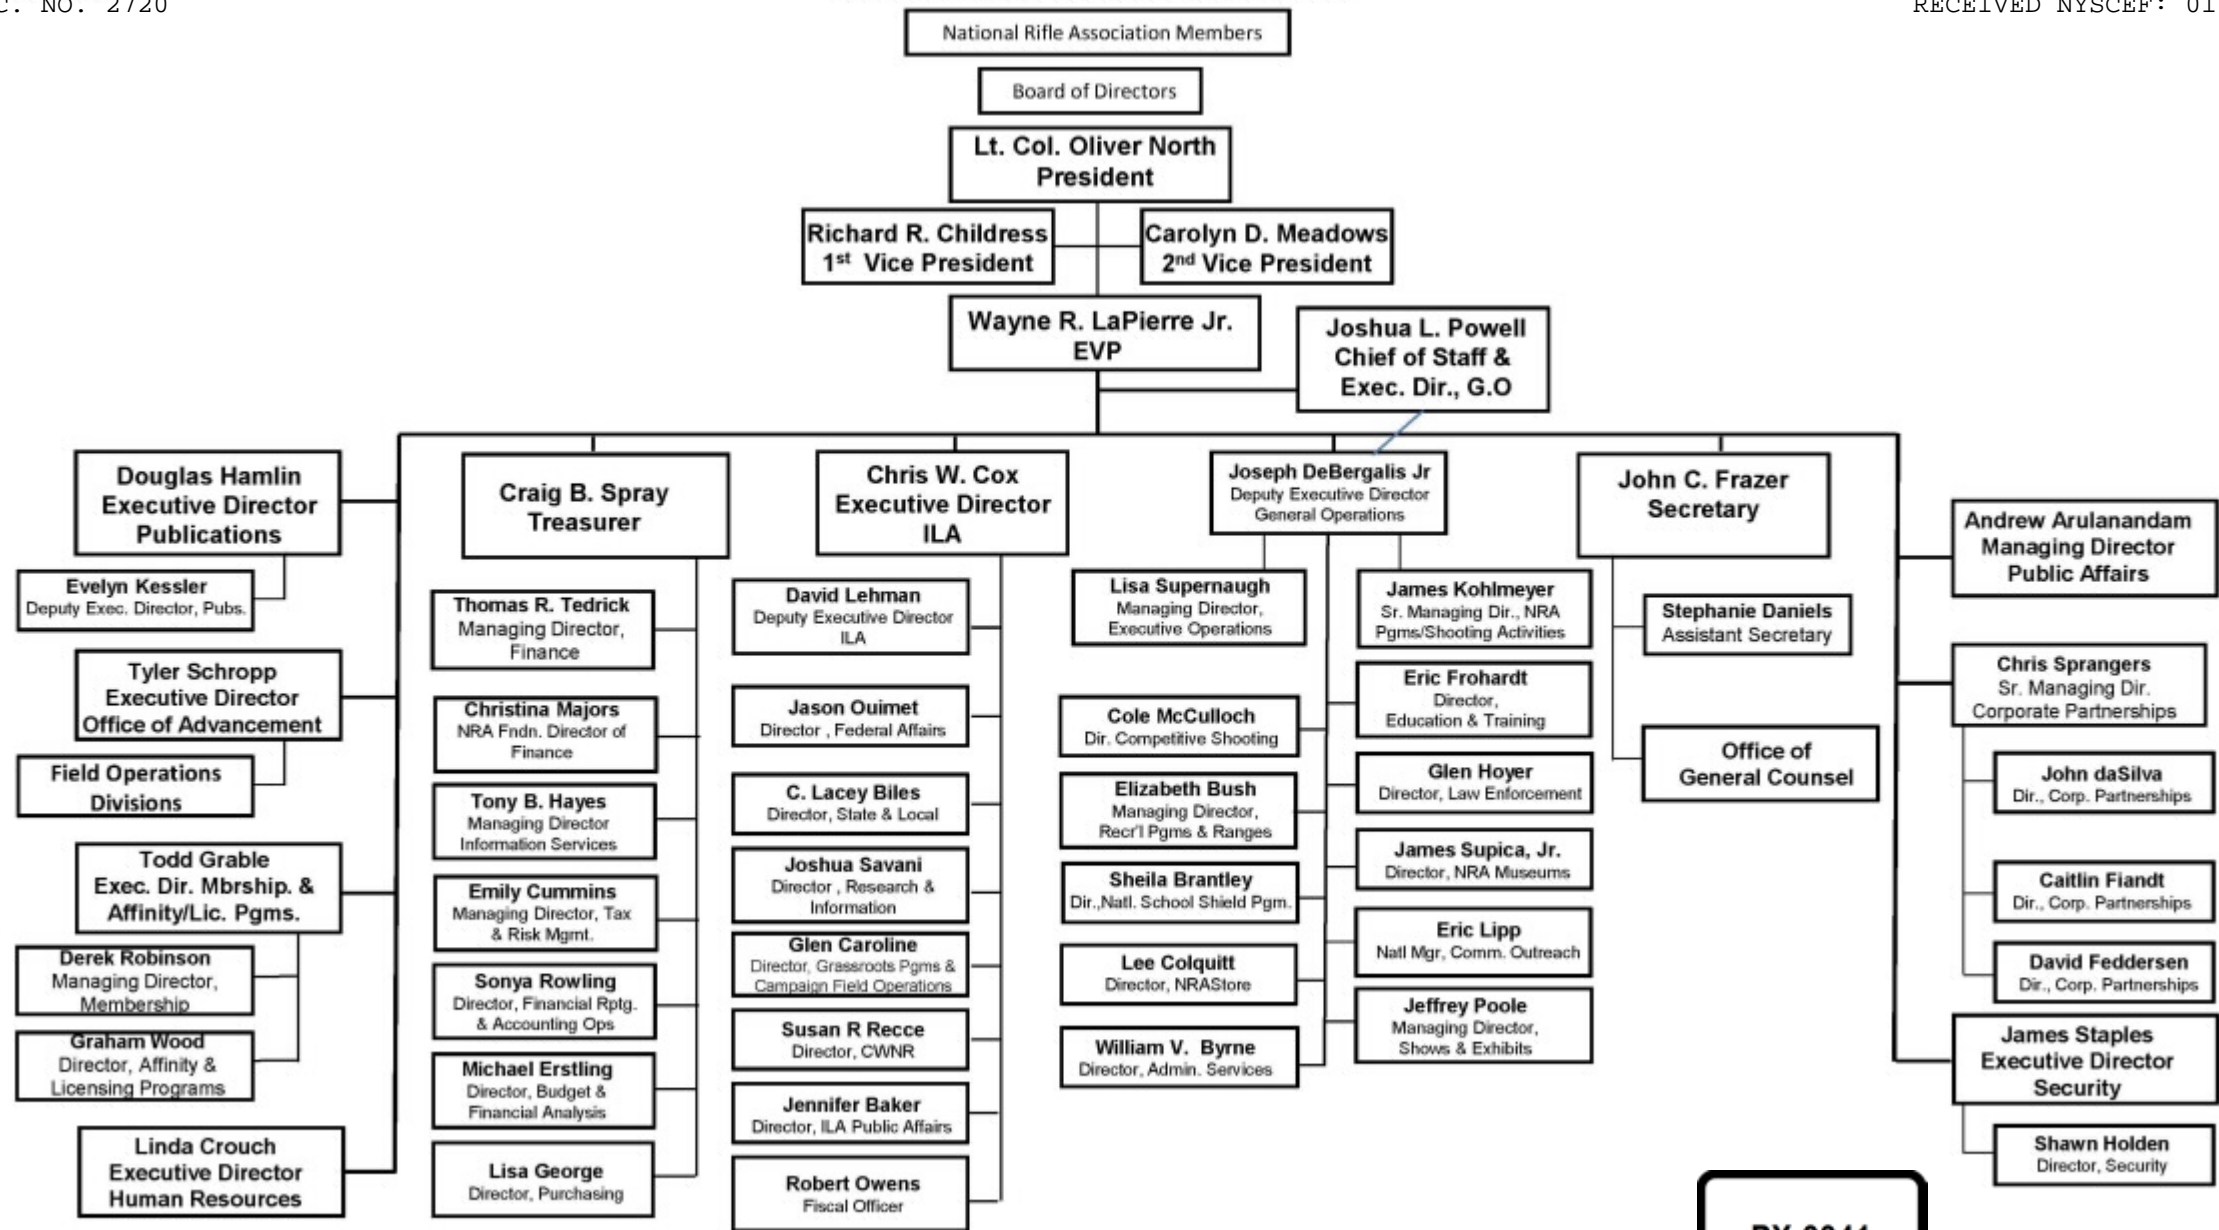 C. NO. 2720
RECEIVED NYSCEF: 01
National Rifle Association Members
Board of Directors
Lt. Col. Oliver North
President
Richard R. Childress
1st Vice President
Carolyn D. Meadows
2nd Vice President
Wayne R. LaPierre Jr.
EVP
Joshua L. Powell
Chief of Staff &
Exec. Dir., G.O
Douglas Hamlin
Executive Director
Publications
Evelyn Kessler
Deputy Exec. Director, Pubs.
Tyler Schropp
Executive Director
Office of Advancement
Field Operations
Divisions
Todd Grable
Exec. Dir. Mbrship. &
Affinity/Lic. Pgms.
Derek Robinson
Managing Director,
Membership
Graham Wood
Director, Affinity &
Licensing Programs
Linda Crouch
Executive Director
Human Resources
Craig B. Spray
Treasurer
Thomas R. Tedrick
Managing Director,
Finance
Christina Majors
NRA Fndn. Director of
Finance
Tony B. Hayes
Managing Director
Information Services
Emily Cummins
Managing Director, Tax
& Risk Mgmt.
Sonya Rowling
Director, Financial Rptg.
& Accounting Ops
Michael Erstling
Director, Budget &
Financial Analysis
Lisa George
Director, Purchasing
Chris W. Cox
Executive Director
ILA
David Lehman
Deputy Executive Director
ILA
Jason Ouimet
Director , Federal Affairs
C. Lacey Biles
Director, State & Local
Joshua Savani
Director , Research &
Information
Glen Caroline
Director, Grassroots Pgms &
Campaign Field Operations
Susan R Recce
Director, CWNR
Jennifer Baker
Director, ILA Public Affairs
Robert Owens
Fiscal Officer
Joseph DeBergalis Jr
Deputy Executive Director
General Operations
Lisa Supernaugh
Managing Director,
Executive Operations
Cole McCulloch
Dir. Competitive Shooting
Elizabeth Bush
Managing Director,
Recr'l Pgms & Ranges
Sheila Brantley
Dir.,Natl. School Shield Pgm.
Lee Colquitt
Director, NRAStore
William V. Byrne
Director, Admin. Services
James Kohlmeyer
Sr. Managing Dir., NRA
Pgms/Shooting Activities
Eric Frohardt
Director,
Education & Training
Glen Hoyer
Director, Law Enforcement
James Supica, Jr.
Director, NRA Museums
Eric Lipp
Natl Mgr, Comm. Outreach
Jeffrey Poole
Managing Director,
Shows & Exhibits
John C. Frazer
Secretary
Stephanie Daniels
Assistant Secretary
Office of
General Counsel
Andrew Arulanandam
Managing Director
Public Affairs
Chris Sprangers
Sr. Managing Dir.
Corporate Partnerships
John daSilva
Dir., Corp. Partnerships
Caitlin Fiandt
Dir., Corp. Partnerships
David Feddersen
Dir., Corp. Partnerships
James Staples
Executive Director
Security
Shawn Holden
Director, Security